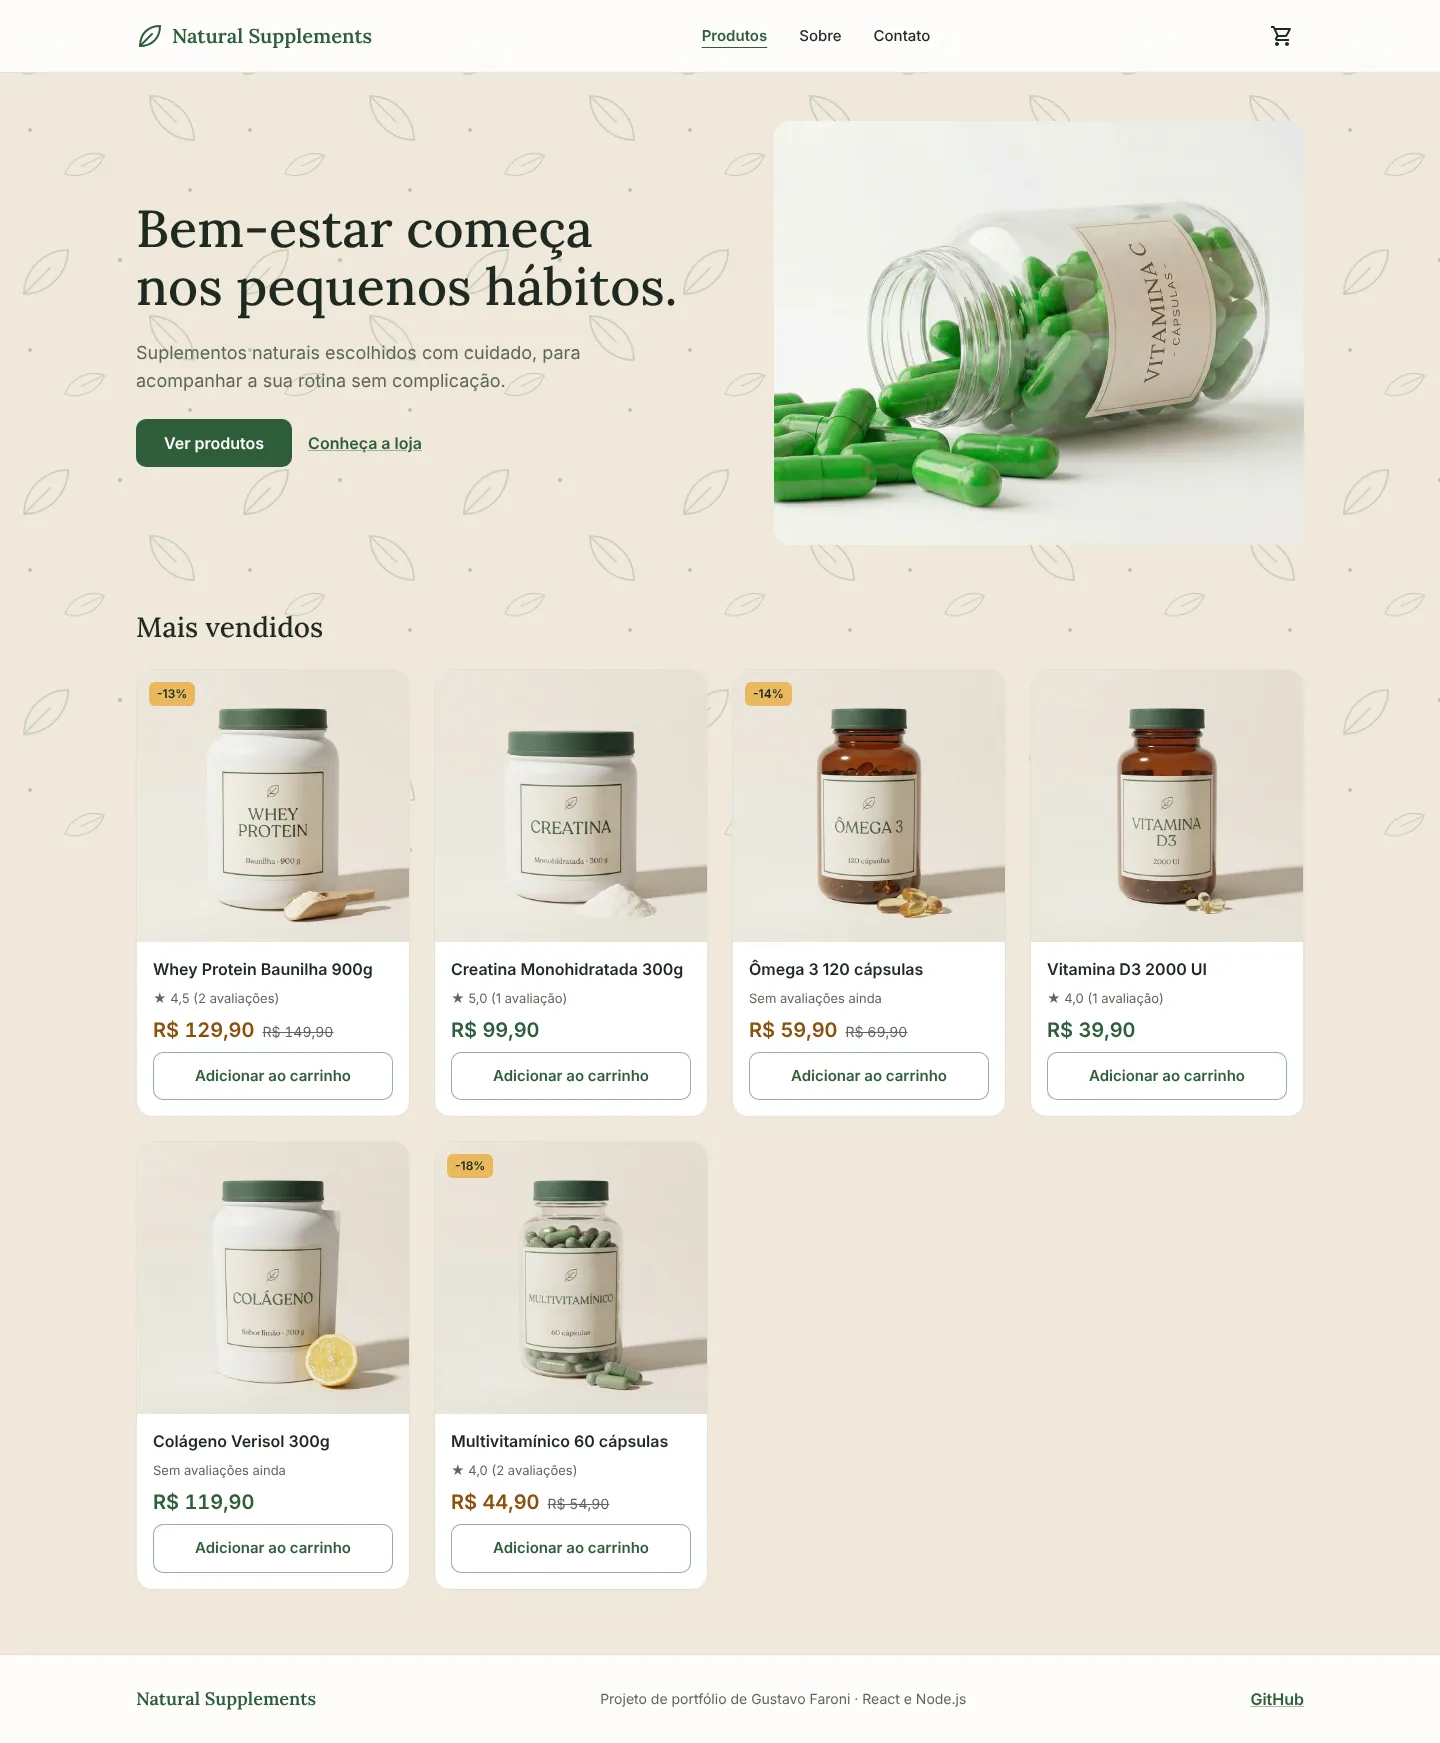 Natural Supplements
Produtos
Sobre
Contato
Bem-estar começa
nos pequenos hábitos.
Suplementos naturais escolhidos com cuidado, para
acompanhar a sua rotina sem complicação.
Ver produtos
Conheça a loja
VITAMINA C
- CÁPSULAS -
Mais vendidos
-13%
WHEY
PROTEIN
Baunilha · 900 g
Whey Protein Baunilha 900g
★ 4,5 (2 avaliações)
R$ 129,90 R$ 149,90
Adicionar ao carrinho
CREATINA
Monohidratada · 300 g
Creatina Monohidratada 300g
★ 5,0 (1 avaliação)
R$ 99,90
Adicionar ao carrinho
-14%
ÔMEGA 3
120 cápsulas
Ômega 3 120 cápsulas
Sem avaliações ainda
R$ 59,90 R$ 69,90
Adicionar ao carrinho
VITAMINA
D3
2000 UI
Vitamina D3 2000 UI
★ 4,0 (1 avaliação)
R$ 39,90
Adicionar ao carrinho
COLÁGENO
Sabor limão · 300 g
Colágeno Verisol 300g
Sem avaliações ainda
R$ 119,90
Adicionar ao carrinho
-18%
MULTIVITAMÍNICO
60 cápsulas
Multivitamínico 60 cápsulas
★ 4,0 (2 avaliações)
R$ 44,90 R$ 54,90
Adicionar ao carrinho
Natural Supplements
Projeto de portfólio de Gustavo Faroni · React e Node.js
GitHub